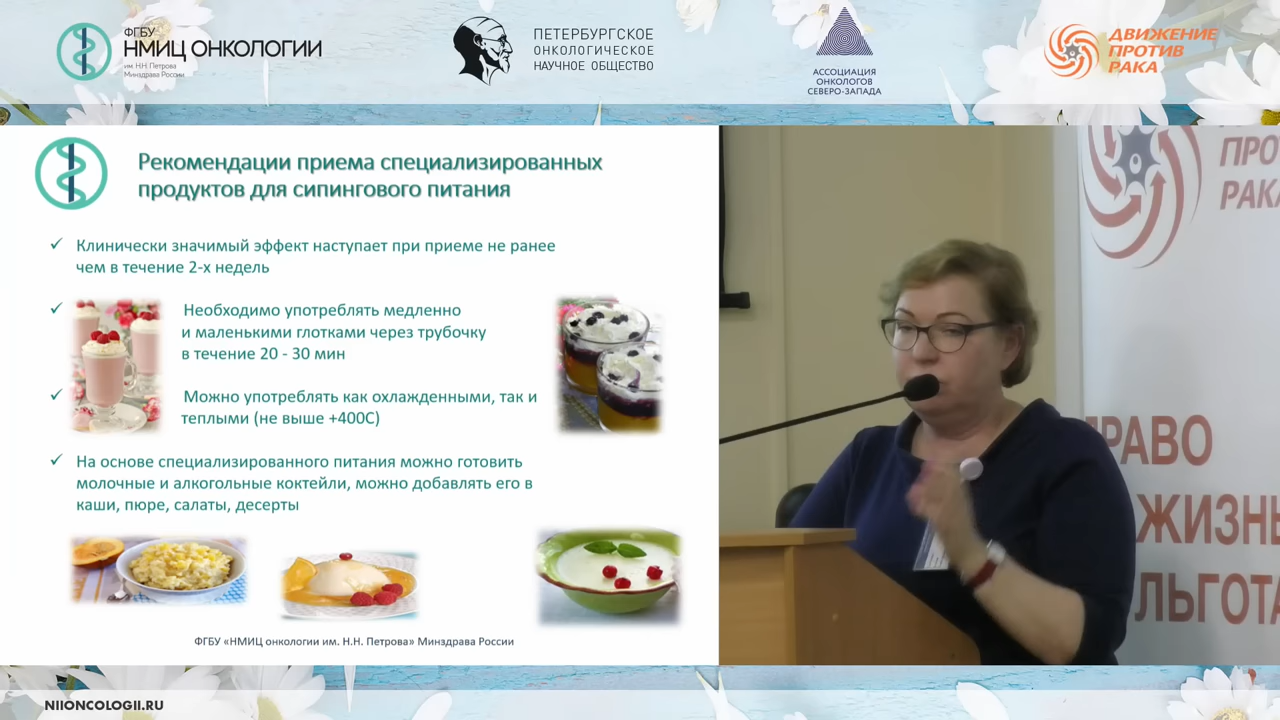 ФГБУ
НМИЦ ОНКОЛОГИИ
им. Н.Н. Петрова
Минздрава России
ПЕТЕРБУРГСКОЕ
ОНКОЛОГИЧЕСКОЕ
НАУЧНОЕ ОБЩЕСТВО
АССОЦИАЦИЯ
ОНКОЛОГОВ
СЕВЕРО-ЗАПАДА
ДВИЖЕНИЕ
ПРОТИВ
РАКА
Рекомендации приема специализированных
продуктов для сипингового питания
Клинически значимый эффект наступает при приеме не ранее
чем в течение 2-х недель
Необходимо употреблять медленно
и маленькими глотками через трубочку
в течение 20 - 30 мин
Можно употреблять как охлажденными, так и
теплыми (не выше +400С)
На основе специализированного питания можно готовить
молочные и алкогольные коктейли, можно добавлять его в
каши, пюре, салаты, десерты
ФГБУ «НМИЦ онкологии им. Н.Н. Петрова» Минздрава России
ПРО
РАКА
РАВО
ЖИЗНЬ
ЛЬГОТА
NIIONCOLOGII.RU